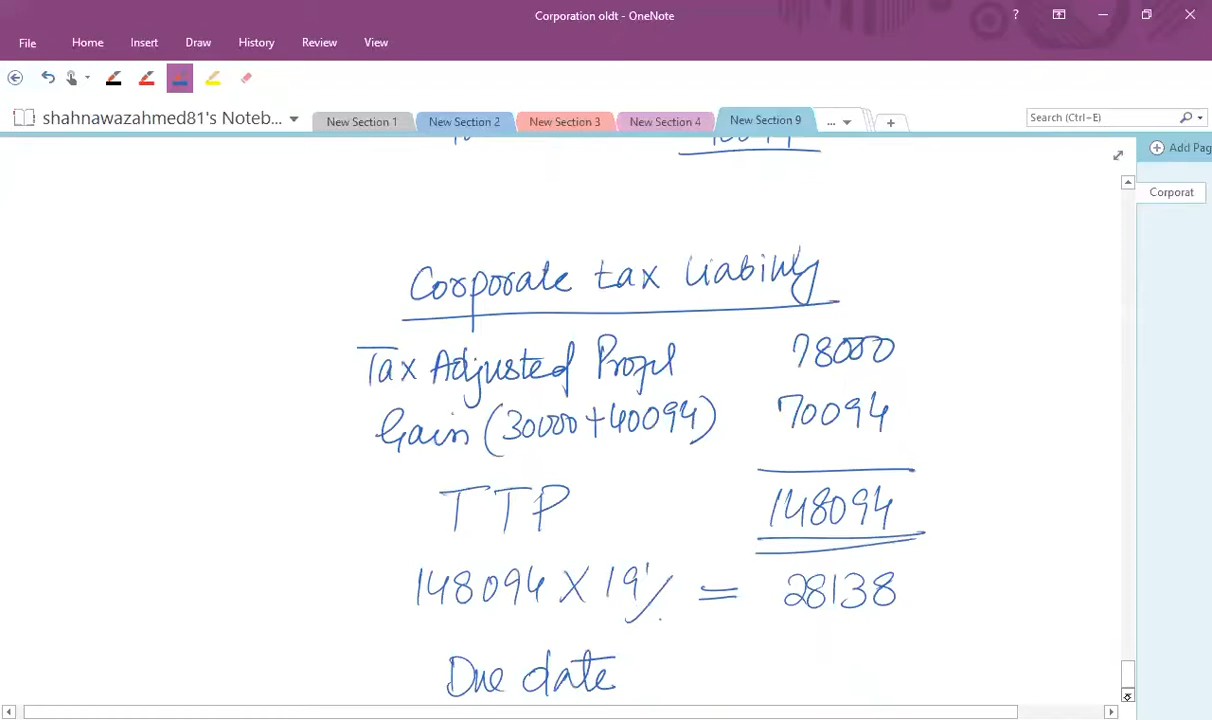 Corporation oldt - OneNote
?
File Home Insert Draw History Review View
shahnawazahmed81's Noteb... New Section 1 New Section 2 New Section 3 New Section 4 New Section 9 ... + Search (Ctrl-E)
Add Pag
Corporat
Corporate tax liability
Tax Adjusted Profit 78000
Gain (30000+40094) 70094
TTP 148094
148094 X 19% = 28138
Due date